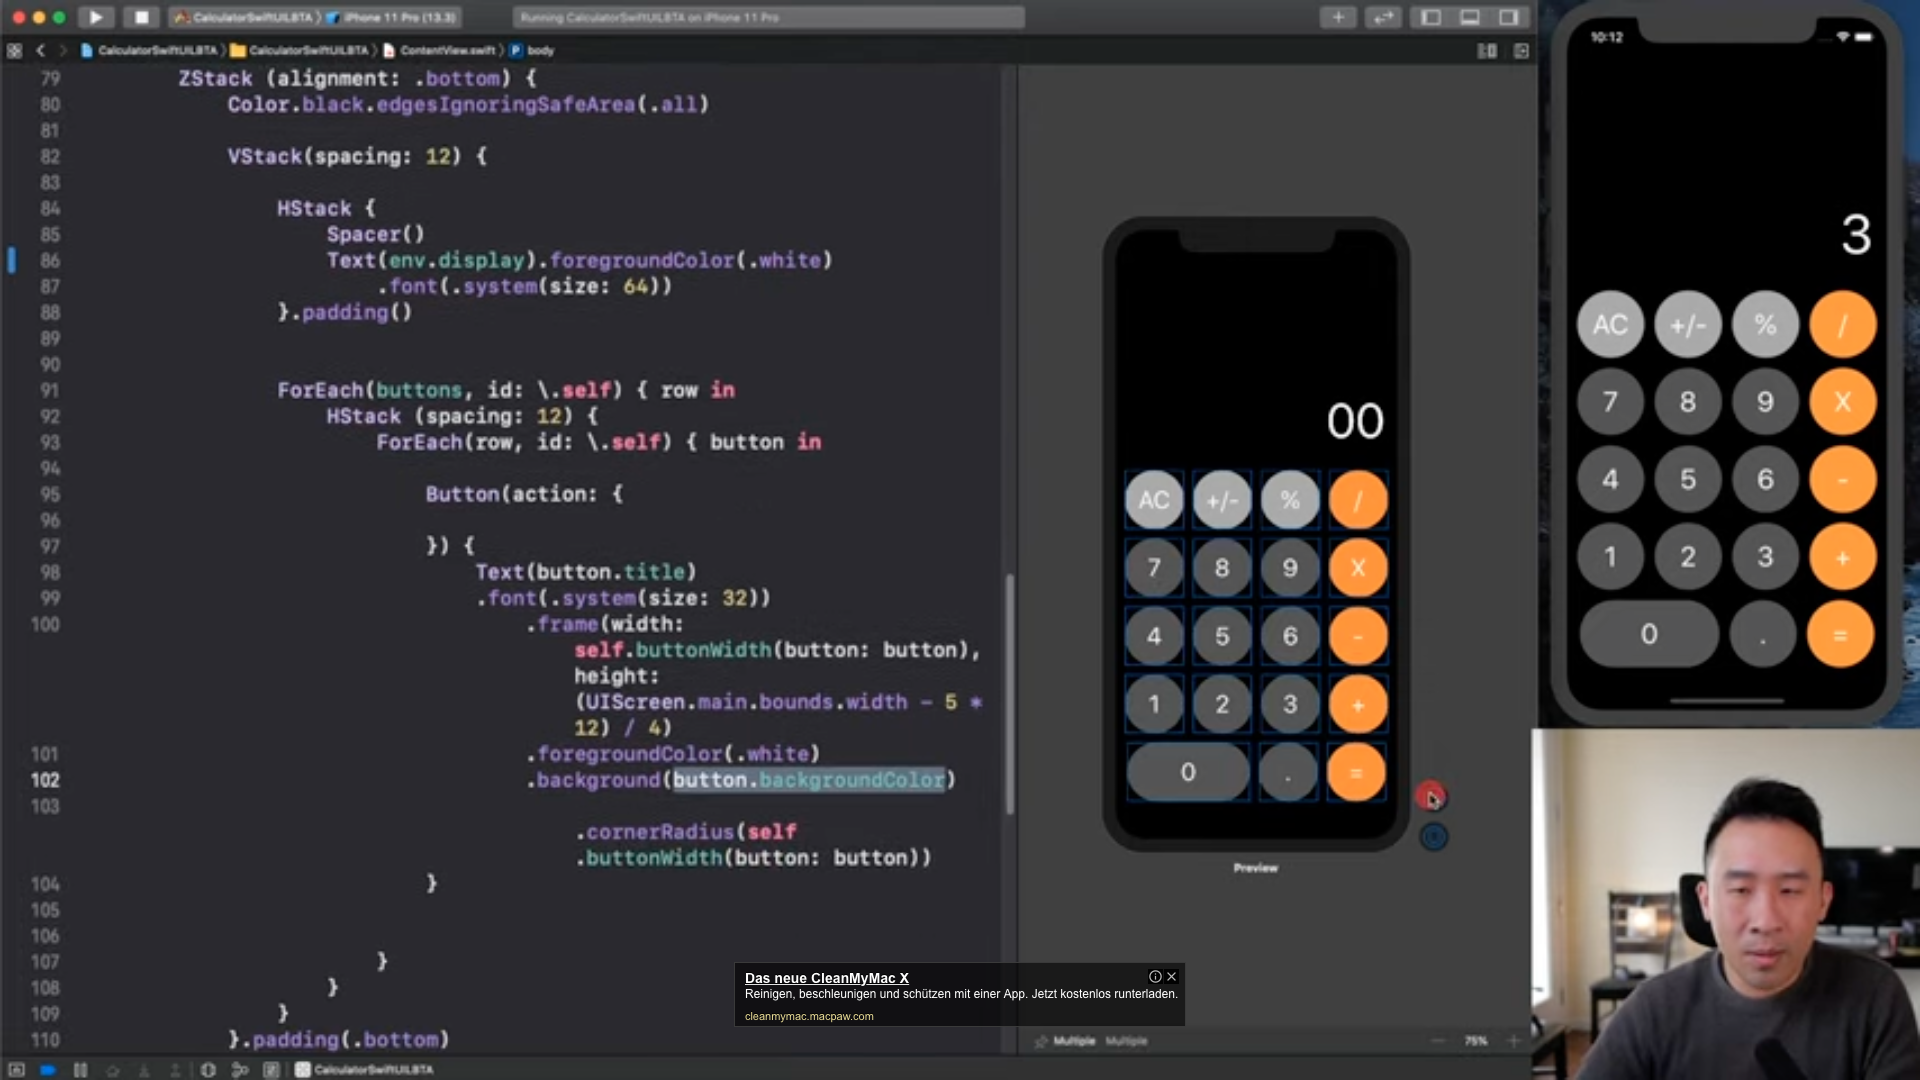 CalculatorSwiftUILBTA
iPhone 11 Pro (13.3)
Running CalculatorSwiftUILBTA on iPhone 11 Pro
CalculatorSwiftUILBTA
CalculatorSwiftUILBTA
ContentView.swift
P
body
79 ZStack (alignment: .bottom) {
80 Color.black.edgesIgnoringSafeArea(.all)
81
82 VStack(spacing: 12) {
83
84 HStack {
85 Spacer()
86 Text(env.display).foregroundColor(.white)
87 .font(.system(size: 64))
88 }.padding()
89
90
91 ForEach(buttons, id: \.self) { row in
92 HStack (spacing: 12) {
93 ForEach(row, id: \.self) { button in
94
95 Button(action: {
96
97 }) {
98 Text(button.title)
99 .font(.system(size: 32))
100 .frame(width:
self.buttonWidth(button: button),
height:
(UIScreen.main.bounds.width - 5 *
12) / 4)
101 .foregroundColor(.white)
102 .background(button.backgroundColor)
103
.cornerRadius(self
.buttonWidth(button: button))
104 }
105
106
107 }
108 }
109 }
110 }.padding(.bottom)
CalculatorSwiftUILBTA
00
AC +/- % /
7 8 9 X
4 5 6 -
1 2 3 +
0 . =
Preview
Multiple Multiple
75%
10:12
3
AC +/- % /
7 8 9 X
4 5 6 -
1 2 3 +
0 . =
Das neue CleanMyMac X
Reinigen, beschleunigen und schützen mit einer App. Jetzt kostenlos runterladen.
cleanmymac.macpaw.com